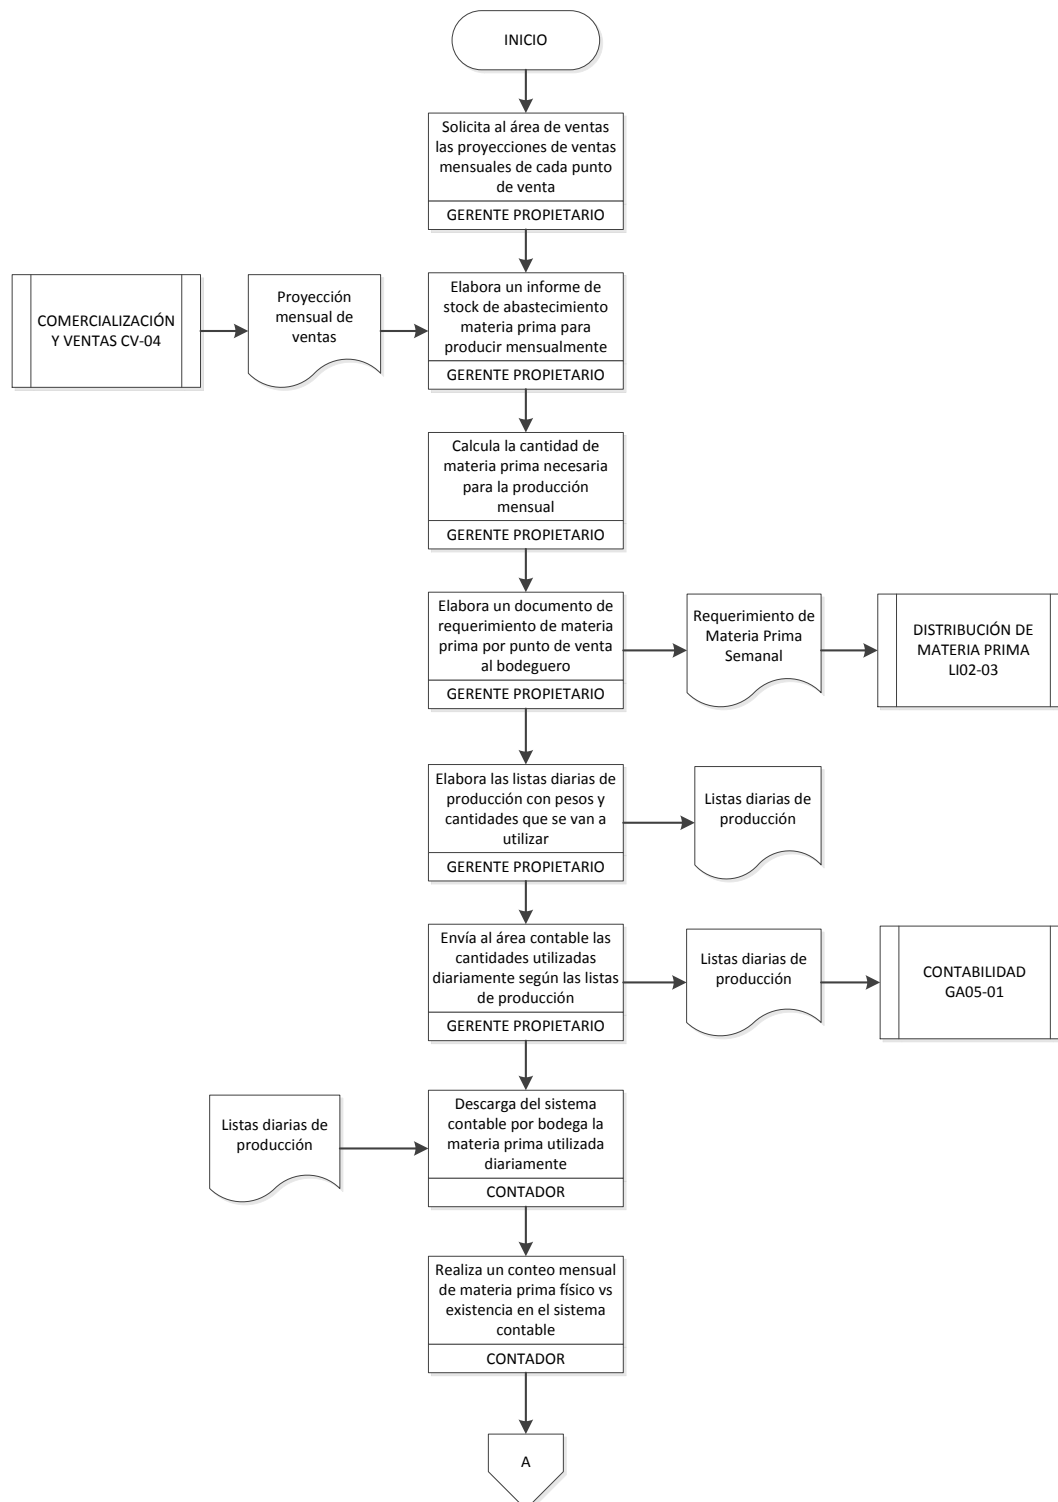 INICIO
Solicita al área de ventas
las proyecciones de ventas
mensuales de cada punto
de venta
GERENTE PROPIETARIO
COMERCIALIZACIÓN
Y VENTAS CV-04
Proyección
mensual de
ventas
Elabora un informe de
stock de abastecimiento
materia prima para
producir mensualmente
GERENTE PROPIETARIO
Calcula la cantidad de
materia prima necesaria
para la producción
mensual
GERENTE PROPIETARIO
Elabora un documento de
requerimiento de materia
prima por punto de venta
al bodeguero
GERENTE PROPIETARIO
Requerimiento de
Materia Prima
Semanal
DISTRIBUCIÓN DE
MATERIA PRIMA
LI02-03
Elabora las listas diarias de
producción con pesos y
cantidades que se van a
utilizar
GERENTE PROPIETARIO
Listas diarias de
producción
Envía al área contable las
cantidades utilizadas
diariamente según las listas
de producción
GERENTE PROPIETARIO
Listas diarias de
producción
CONTABILIDAD
GA05-01
Listas diarias de
producción
Descarga del sistema
contable por bodega la
materia prima utilizada
diariamente
CONTADOR
Realiza un conteo mensual
de materia prima físico vs
existencia en el sistema
contable
CONTADOR
A